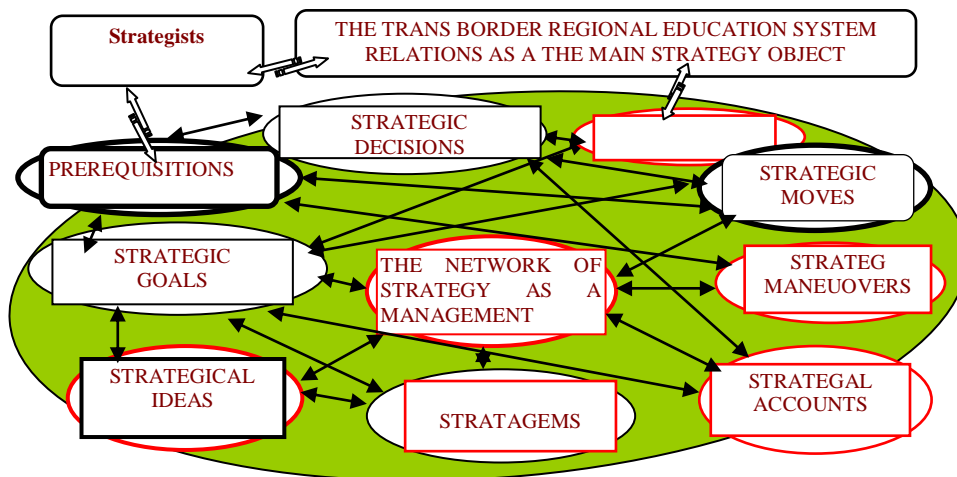 Strategists
THE TRANS BORDER REGIONAL EDUCATION SYSTEM
RELATIONS AS A THE MAIN STRATEGY OBJECT
STRATEGIC
DECISIONS
PREREQUISITIONS
STRATEGIC
MOVES
STRATEGIC
GOALS
THE NETWORK OF
STRATEGY AS A
MANAGEMENT
STRATEG
MANEUOVERS
STRATEGICAL
IDEAS
STRATAGEMS
STRATEGAL
ACCOUNTS